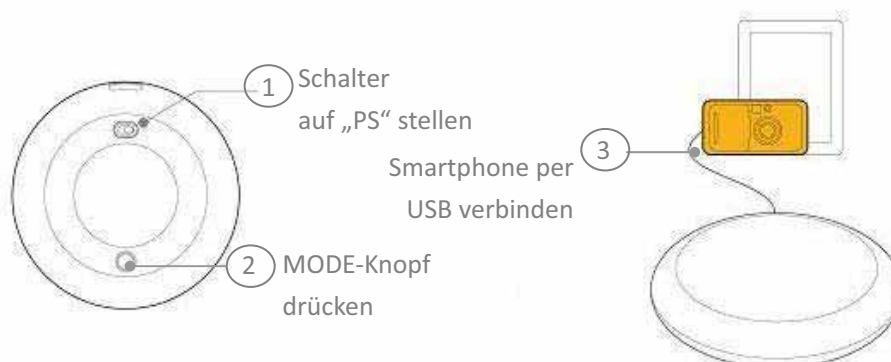 1
Schalter
auf „PS“ stellen
2
MODE-Knopf
drücken
3
Smartphone per
USB verbinden